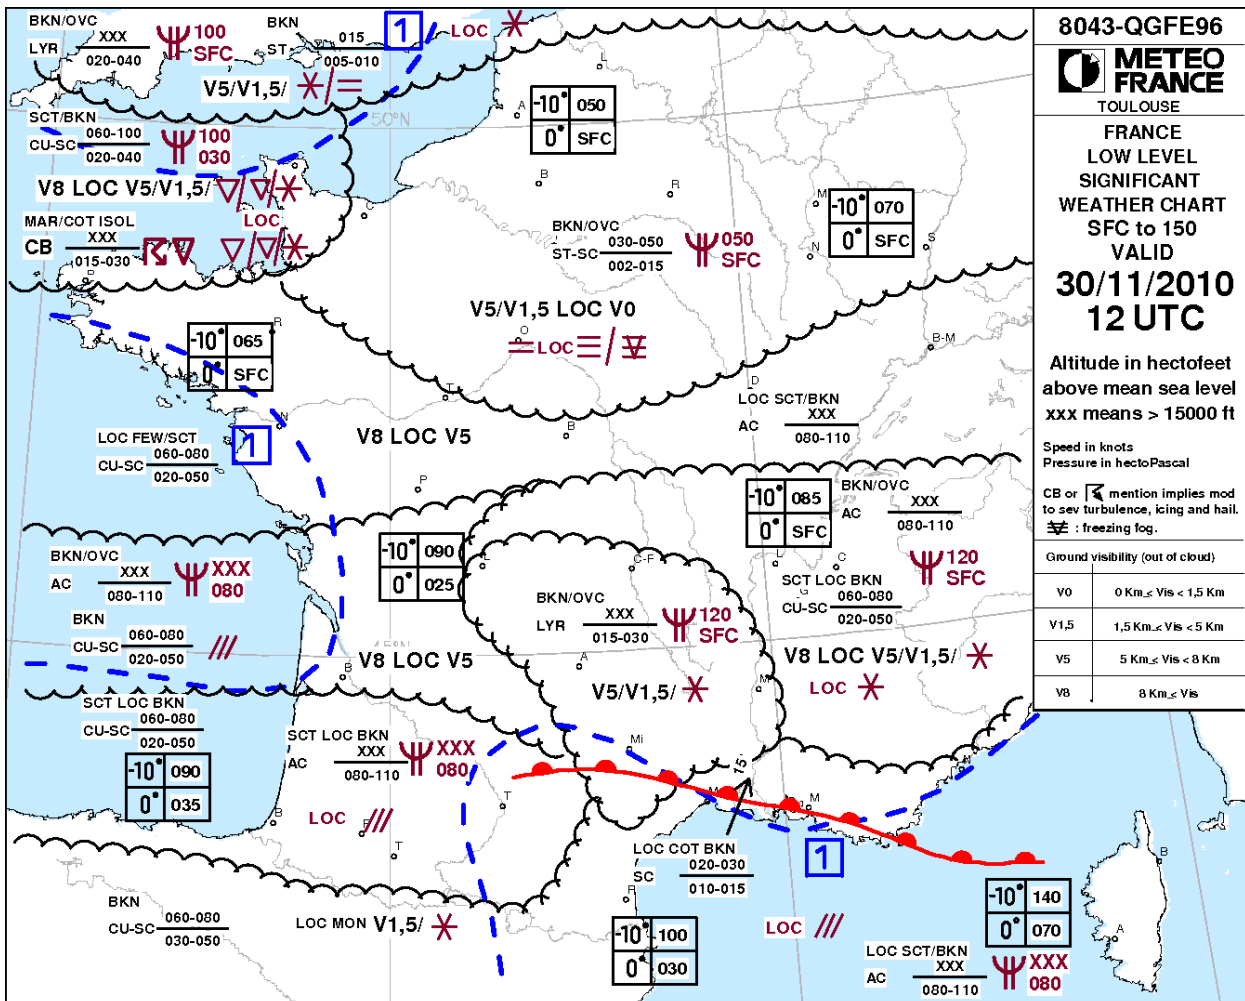 8043-QGFE96
METEO
FRANCE
TOULOUSE
FRANCE
LOW LEVEL
SIGNIFICANT
WEATHER CHART
SFC to 150
VALID
30/11/2010
12 UTC
Altitude in hectofeet
above mean sea level
xxx means > 15000 ft
Speed in knots
Pressure in hectoPascal
CB or mention implies mod
to sev turbulence, icing and hail.
: freezing fog.
Ground visibility (out of cloud)
V0 0 Km ≤ Vis < 1,5 Km
V1,5 1,5 Km ≤ Vis < 5 Km
V5 5 Km ≤ Vis < 8 Km
V8 8 Km ≤ Vis
BKN/OVC
LYR XXX
020-040
100
SFC
BKN
ST 015
005-010
1
LOC
V5/V1,5/
50°N
SCT/BKN
CU-SC 060-100
020-040
100
030
V8 LOC V5/V1,5/
LOC
MAR/COT ISOL
CB XXX
015-030
-10° 050
0° SFC
L
A
B
R
M
N
S
C
B
-10° 070
0° SFC
BKN/OVC
ST-SC 030-050
002-015
050
SFC
V5/V1,5 LOC V0
O
LOC
-10° 065
0° SFC
R
B-M
T
D
N
B
P
LOC SCT/BKN
AC XXX
080-110
LOC FEW/SCT
CU-SC 060-080
020-050
1
V8 LOC V5
-10° 085
0° SFC
BKN/OVC
AC XXX
080-110
120
SFC
-10° 090
0° 025
L
C-F
L
C
G
BKN/OVC
AC XXX
080-110
XXX
080
BKN
CU-SC 060-080
020-050
BKN/OVC
LYR XXX
015-030
120
SFC
SCT LOC BKN
CU-SC 060-080
020-050
V8 LOC V5/V1,5/
LOC
45°N
V8 LOC V5
B
A
M
V5/V1,5/
SCT LOC BKN
CU-SC 060-080
020-050
-10° 090
0° 035
SCT LOC BKN
AC XXX
080-110
XXX
080
LOC
Mi
15
N
T
M
M
B
P
T
LOC COT BKN
SC 020-030
010-015
1
B
BKN
CU-SC 060-080
030-050
LOC MON V1,5/
P
-10° 100
0° 030
LOC
-10° 140
0° 070
A
LOC SCT/BKN
AC XXX
080-110
XXX
080